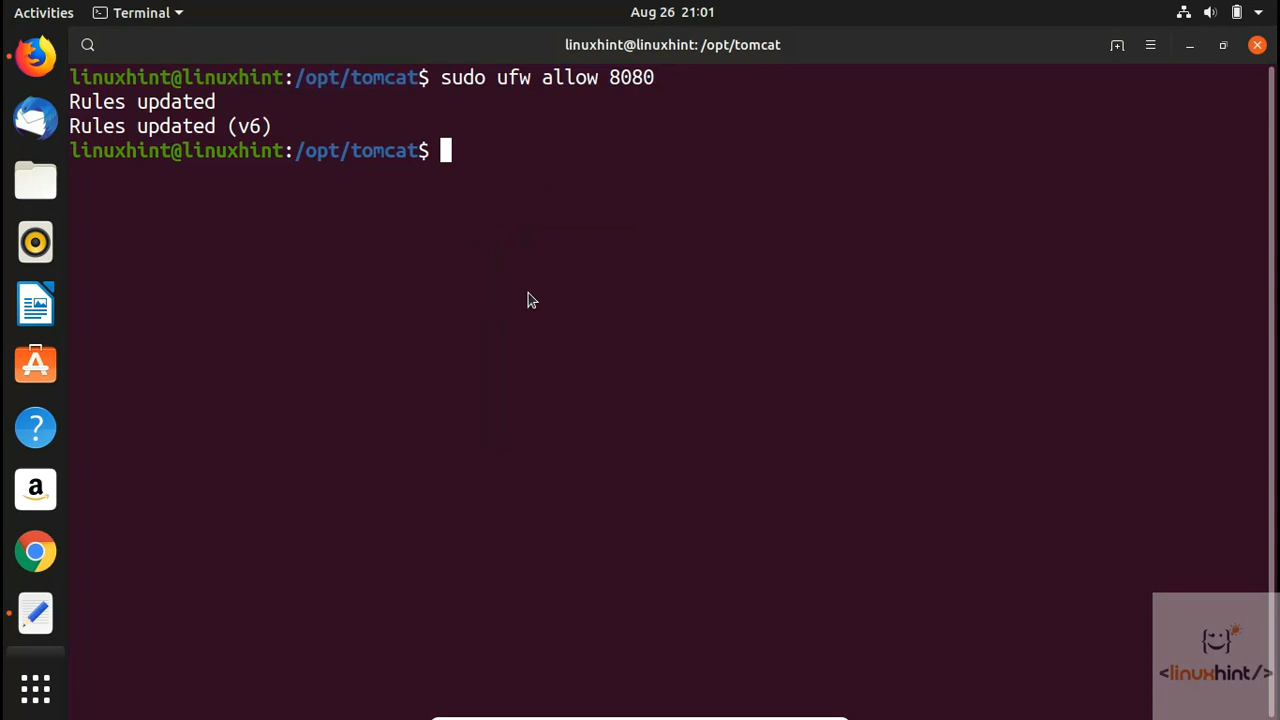 Activities Terminal Aug 26 21:01
linuxhint@linuxhint: /opt/tomcat
linuxhint@linuxhint:/opt/tomcat$ sudo ufw allow 8080
Rules updated
Rules updated (v6)
linuxhint@linuxhint:/opt/tomcat$
?
a
<linuxhint/>